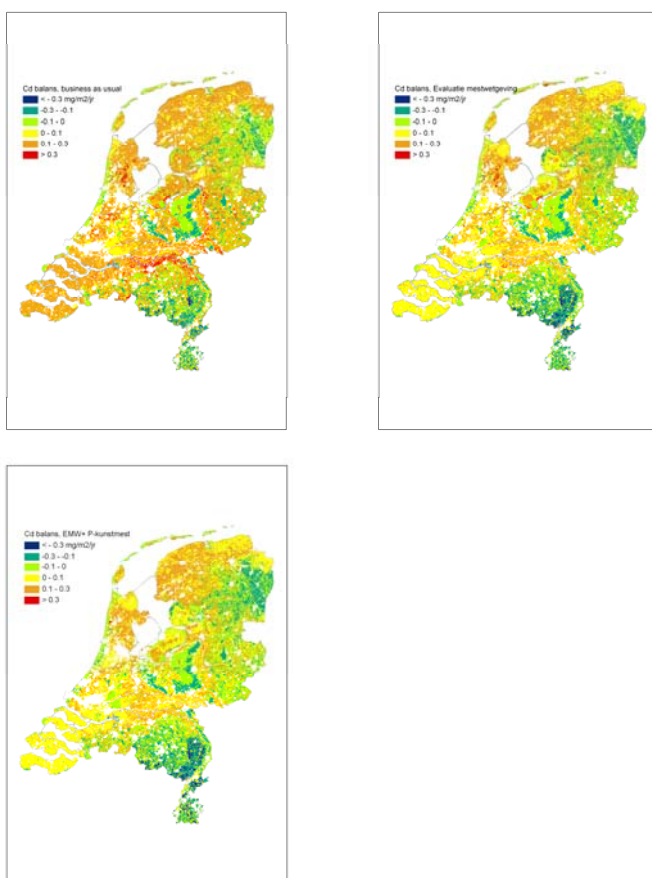 Cd balans, business as usual
< - 0.3 mg/m2/jr
-0.3 - -0.1
-0.1 - 0
0 - 0.1
0.1 - 0.3
> 0.3
Cd balans, Evaluatie mestwetgeving
< - 0.3 mg/m2/jr
-0.3 - -0.1
-0.1 - 0
0 - 0.1
0.1 - 0.3
> 0.3
Cd balans, EMW+ P-kunstmest
< - 0.3 mg/m2/jr
-0.3 - -0.1
-0.1 - 0
0 - 0.1
0.1 - 0.3
> 0.3